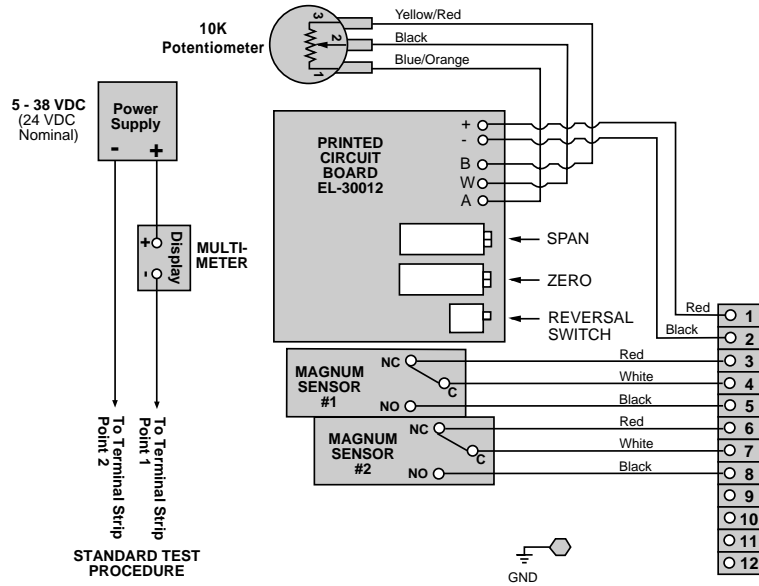 10K
Potentiometer
3
2
1
Yellow/Red
Black
Blue/Orange
5 - 38 VDC
(24 VDC
Nominal)
Power
Supply
- +
+
-
Display
MULTI-
METER
To Terminal Strip
Point 2
To Terminal Strip
Point 1
STANDARD TEST
PROCEDURE
PRINTED
CIRCUIT
BOARD
EL-30012
+
-
B
W
A
SPAN
ZERO
REVERSAL
SWITCH
MAGNUM
SENSOR
#1
NC
C
NO
MAGNUM
SENSOR
#2
NC
C
NO
Red
Black
Red
White
Black
Red
White
Black
1
2
3
4
5
6
7
8
9
10
11
12
GND